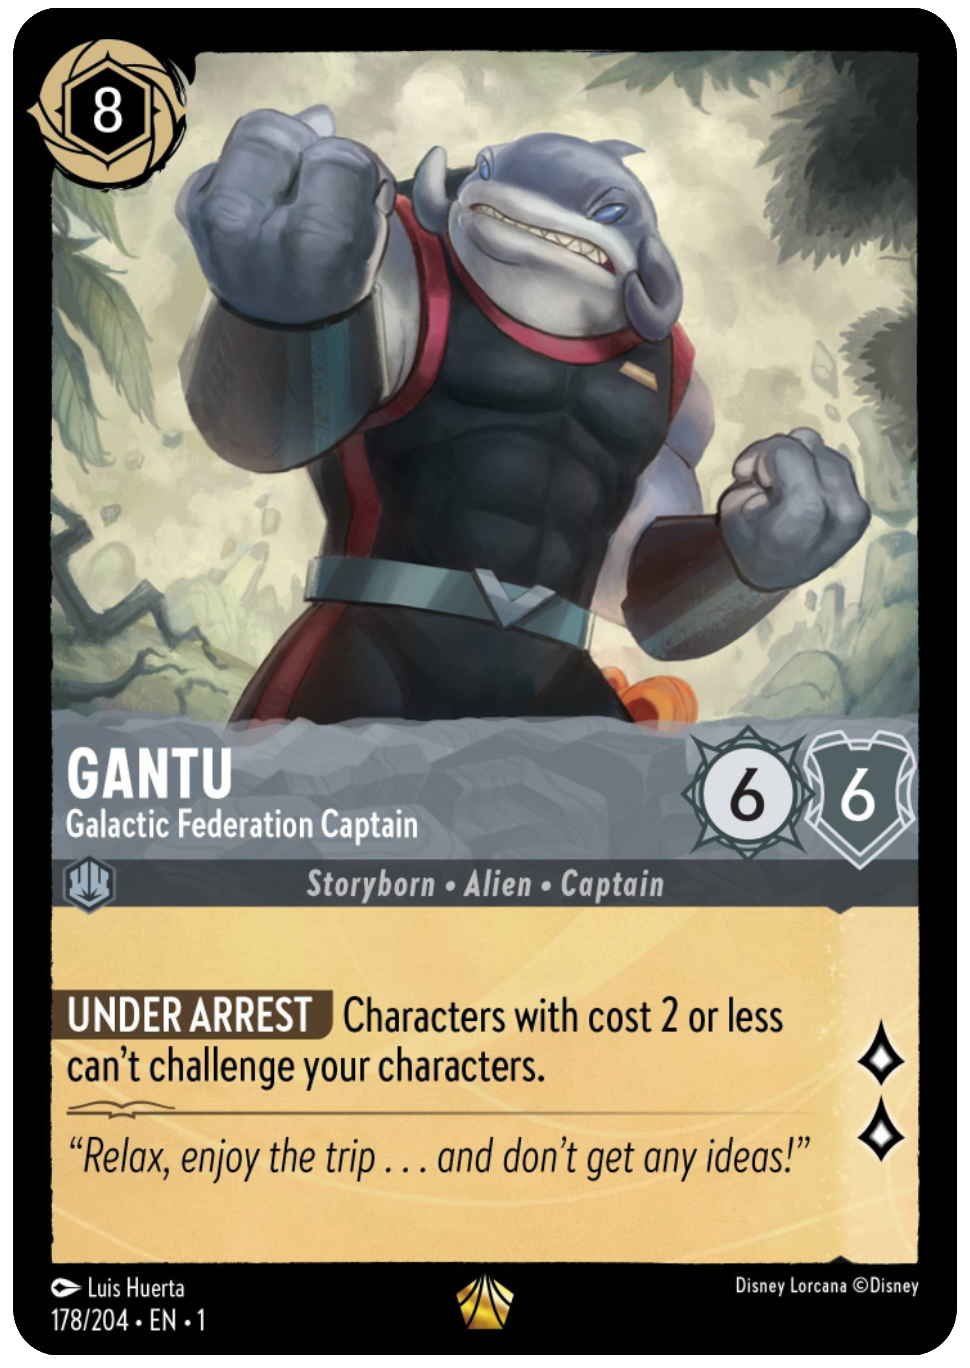 8
GANTU
Galactic Federation Captain
6
6
Storyborn • Alien • Captain
UNDER ARREST Characters with cost 2 or less
can't challenge your characters.
“Relax, enjoy the trip . . . and don't get any ideas!”
Luis Huerta
Disney Lorcana ©Disney
178/204 • EN • 1